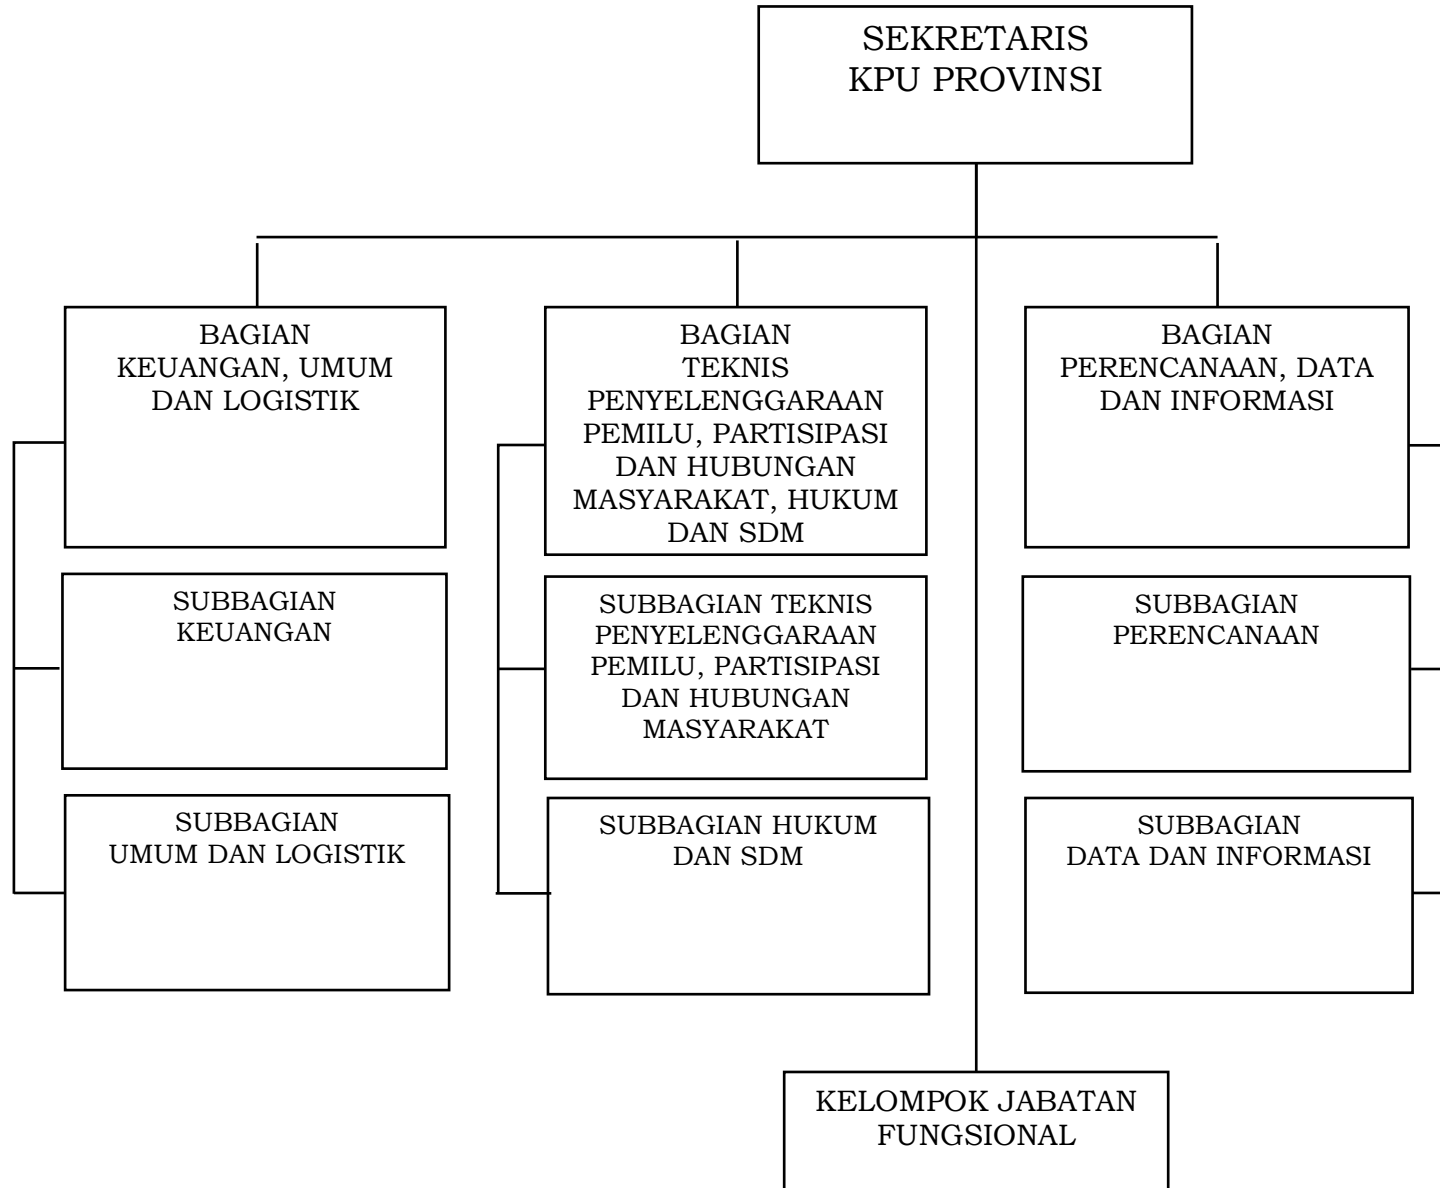 SEKRETARIS
KPU PROVINSI
BAGIAN
KEUANGAN, UMUM
DAN LOGISTIK
BAGIAN
TEKNIS
PENYELENGGARAAN
PEMILU, PARTISIPASI
DAN HUBUNGAN
MASYARAKAT, HUKUM
DAN SDM
BAGIAN
PERENCANAAN, DATA
DAN INFORMASI
SUBBAGIAN
KEUANGAN
SUBBAGIAN TEKNIS
PENYELENGGARAAN
PEMILU, PARTISIPASI
DAN HUBUNGAN
MASYARAKAT
SUBBAGIAN
PERENCANAAN
SUBBAGIAN
UMUM DAN LOGISTIK
SUBBAGIAN HUKUM
DAN SDM
SUBBAGIAN
DATA DAN INFORMASI
KELOMPOK JABATAN
FUNGSIONAL